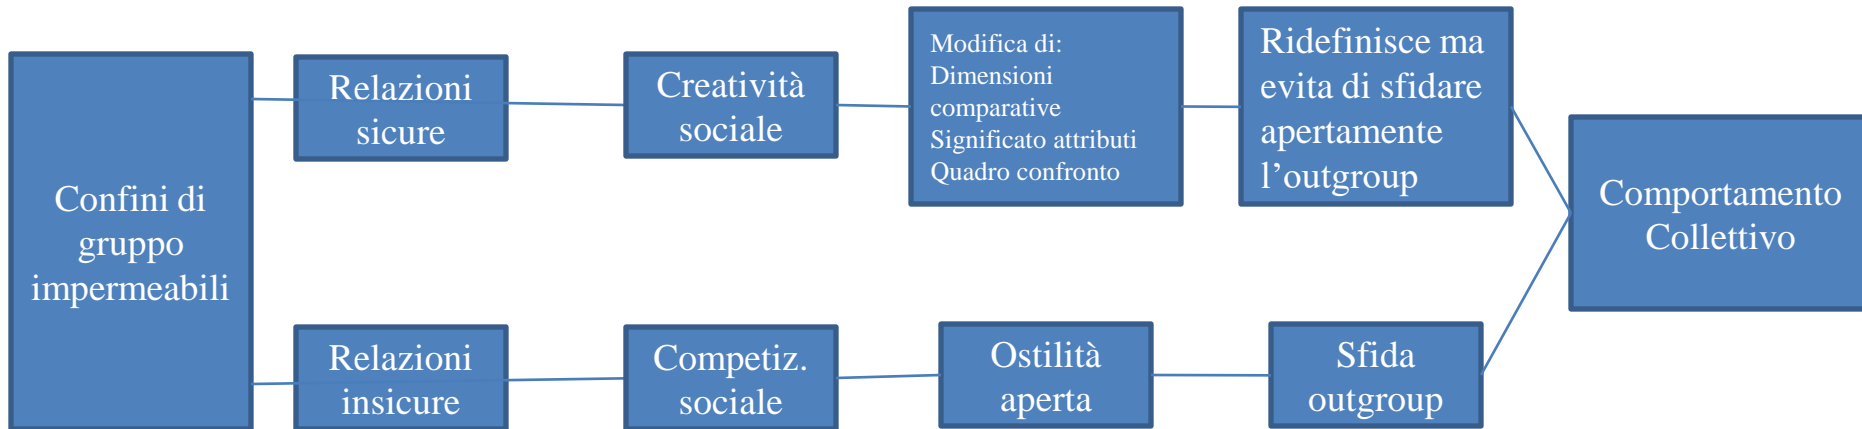 Confini di
gruppo
impermeabili
Relazioni
sicure
Creatività
sociale
Modifica di:
Dimensioni
comparative
Significato attributi
Quadro confronto
Ridefinisce ma
evita di sfidare
apertamente
l’outgroup
Relazioni
insicure
Competiz.
sociale
Ostilità
aperta
Sfida
outgroup
Comportamento
Collettivo